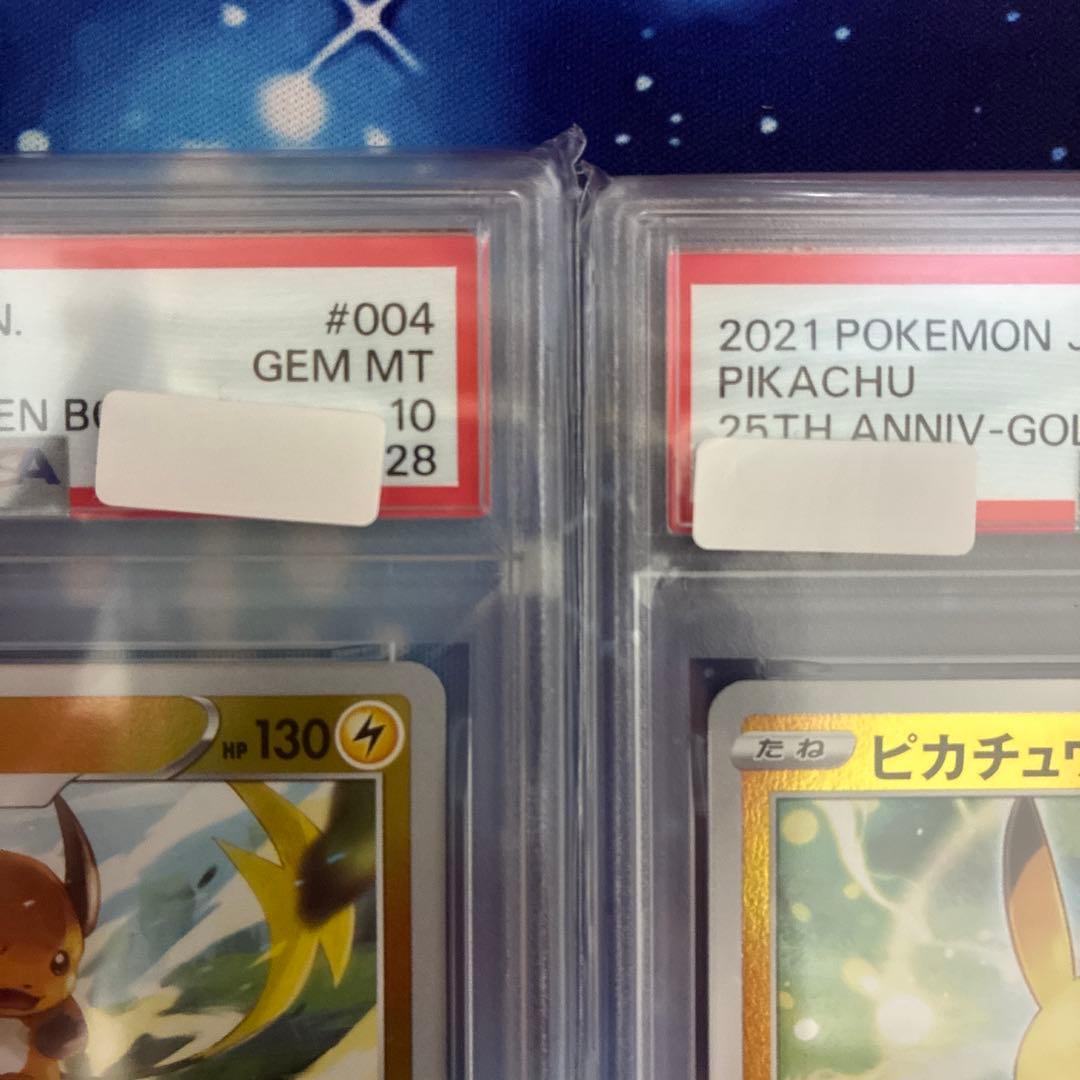 N. #004
GEM MT
EN BO 10
SA 28
2021 POKEMON J
PIKACHU
25TH ANNIV-GOL
HP 130
たね ピカチュウ